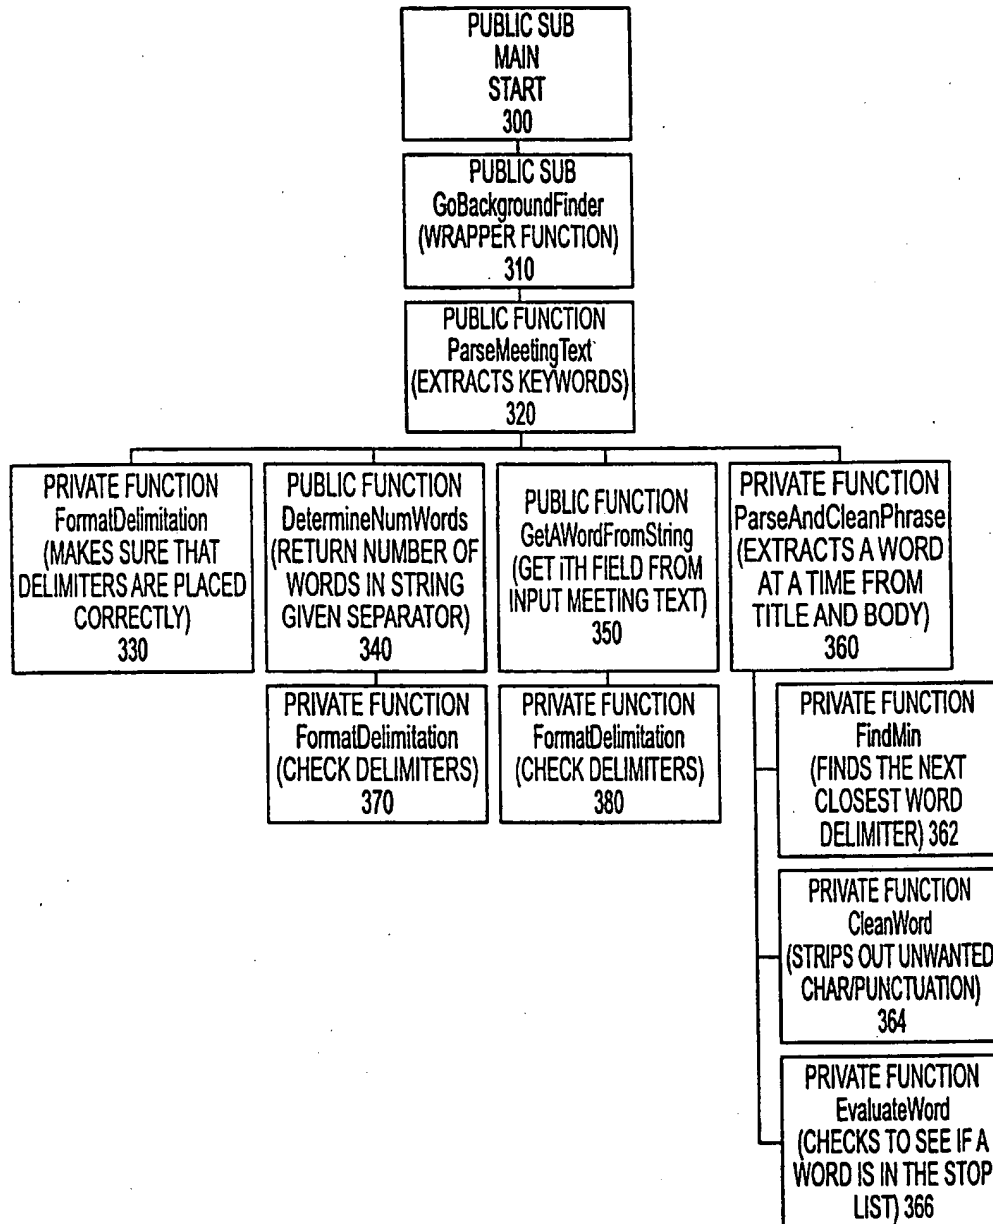 PUBLIC SUB
MAIN
START
300
PUBLIC SUB
GoBackgroundFinder
(WRAPPER FUNCTION)
310
PUBLIC FUNCTION
ParseMeetingText
(EXTRACTS KEYWORDS)
320
PRIVATE FUNCTION
FormatDelimitation
(MAKES SURE THAT
DELIMITERS ARE PLACED
CORRECTLY)
330
PUBLIC FUNCTION
DetermineNumWords
(RETURN NUMBER OF
WORDS IN STRING
GIVEN SEPARATOR)
340
PUBLIC FUNCTION
GetAWordFromString
(GET iTH FIELD FROM
INPUT MEETING TEXT)
350
PRIVATE FUNCTION
ParseAndCleanPhrase
(EXTRACTS A WORD
AT A TIME FROM
TITLE AND BODY)
360
PRIVATE FUNCTION
FormatDelimitation
(CHECK DELIMITERS)
370
PRIVATE FUNCTION
FormatDelimitation
(CHECK DELIMITERS)
380
PRIVATE FUNCTION
FindMin
(FINDS THE NEXT
CLOSEST WORD
DELIMITER) 362
PRIVATE FUNCTION
CleanWord
(STRIPS OUT UNWANTED
CHAR/PUNCTUATION)
364
PRIVATE FUNCTION
EvaluateWord
(CHECKS TO SEE IF A
WORD IS IN THE STOP
LIST) 366